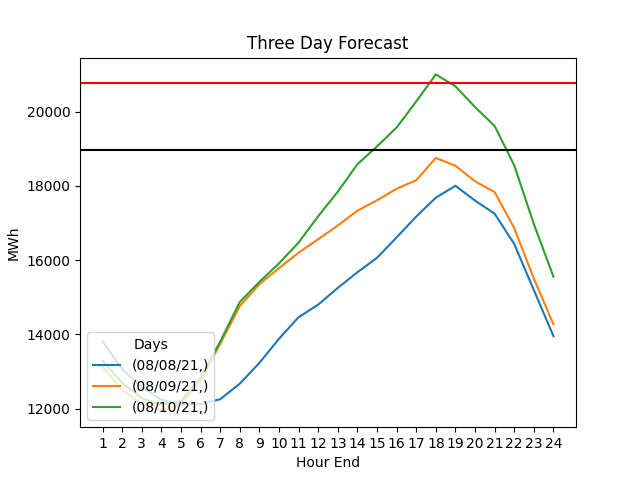 Three Day Forecast
MWh
20000
18000
16000
14000
12000
Days
(08/08/21,)
(08/09/21,)
(08/10/21,)
1 2 3 4 5 6 7 8 9 10 11 12 13 14 15 16 17 18 19 20 21 22 23 24
Hour End